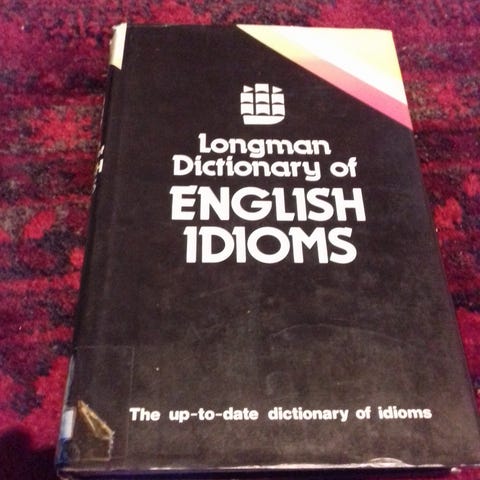 Longman
Dictionary of
ENGLISH
IDIOMS
The up-to-date dictionary of idioms